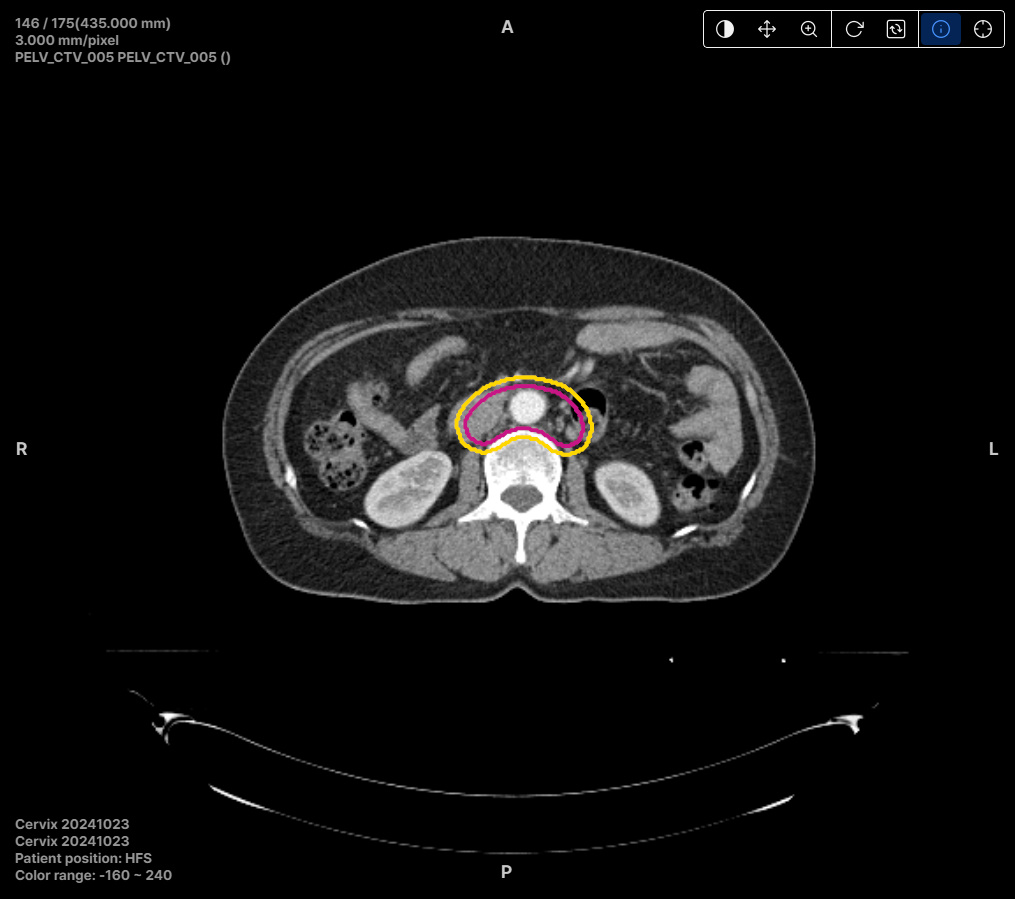 146 / 175(435.000 mm)
3.000 mm/pixel
PELV_CTV_005 PELV_CTV_005 ()
A
R
L
Cervix 20241023
Cervix 20241023
Patient position: HFS
Color range: -160 ~ 240
P